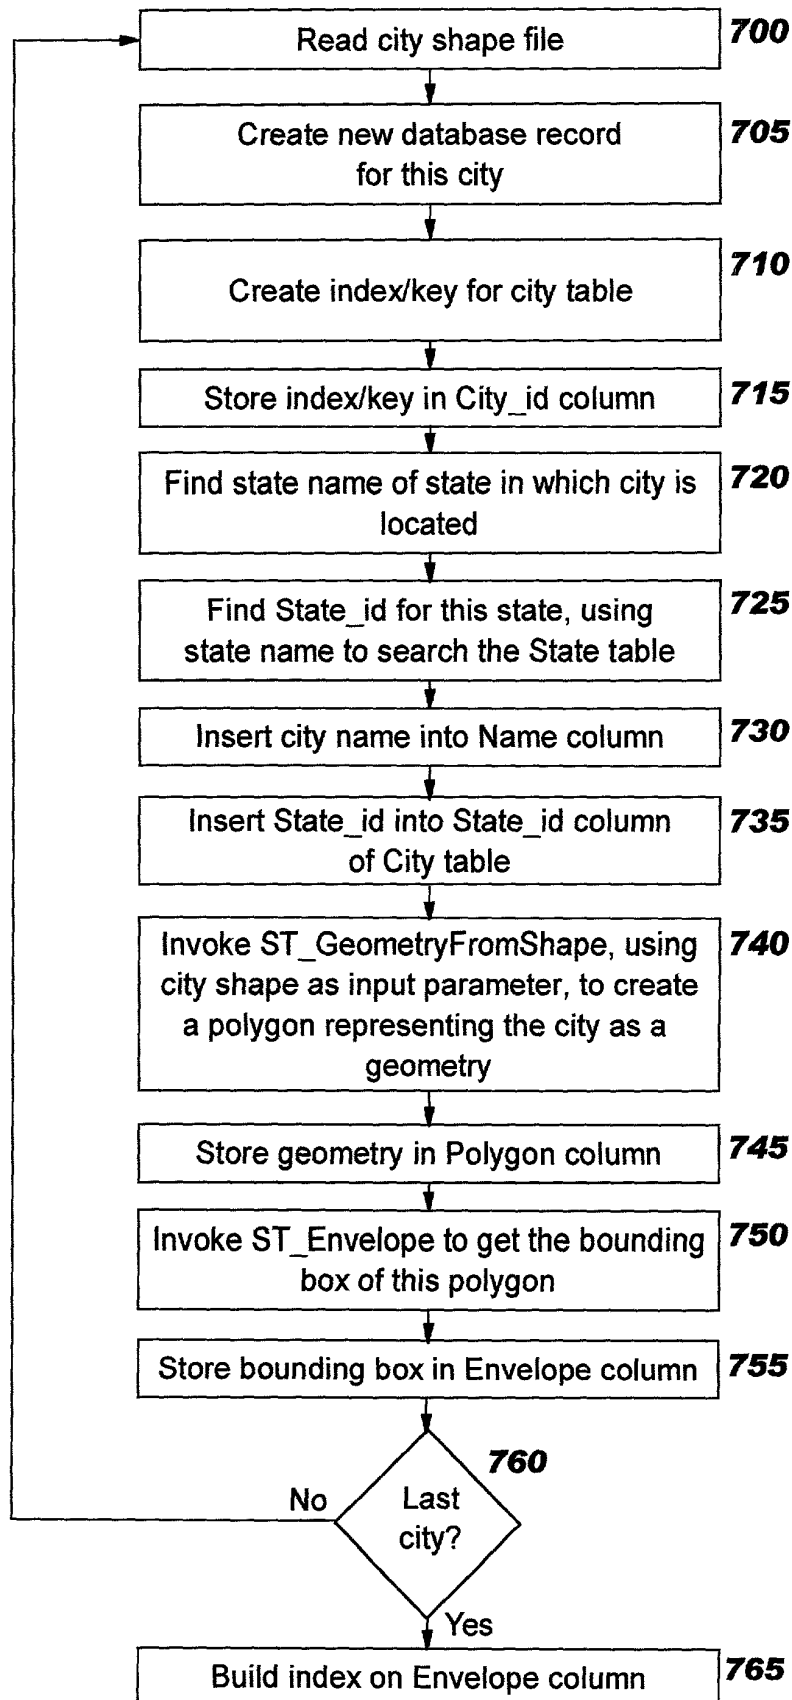 Read city shape file
700
Create new database record
for this city
705
Create index/key for city table
710
Store index/key in City_id column
715
Find state name of state in which city is
located
720
Find State_id for this state, using
state name to search the State table
725
Insert city name into Name column
730
Insert State_id into State_id column
of City table
735
Invoke ST_GeometryFromShape, using
city shape as input parameter, to create
a polygon representing the city as a
geometry
740
Store geometry in Polygon column
745
Invoke ST_Envelope to get the bounding
box of this polygon
750
Store bounding box in Envelope column
755
760
Last
city?
No
Yes
Build index on Envelope column
765